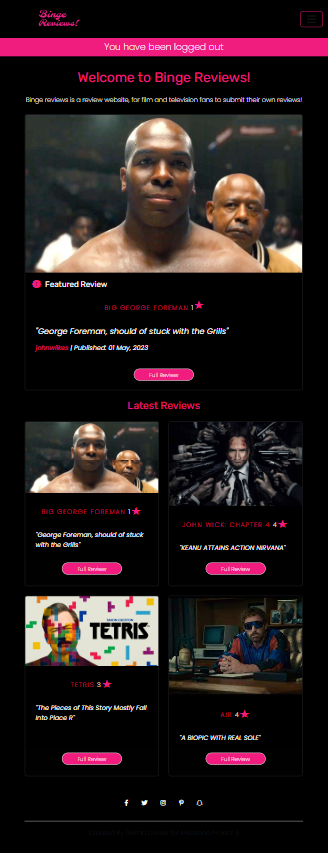 Binge
Reviews!
You have been logged out
Welcome to Binge Reviews!
Binge reviews is a review website, for film and television fans to submit their own reviews!
Featured Review
BIG GEORGE FOREMAN 1
"George Foreman, should of stuck with the Grills"
johnwilkes | Published: 01 May, 2023
Full Review
Latest Reviews
BIG GEORGE FOREMAN 1
"George Foreman, should of stuck
with the Grills"
Full Review
JOHN WICK: CHAPTER 4 4
"KEANU ATTAINS ACTION NIRVANA"
Full Review
TETRIS
TETRIS 3
"The Pieces of This Story Mostly Fall
Into Place R"
Full Review
AIR 4
"A BIOPIC WITH REAL SOLE"
Full Review